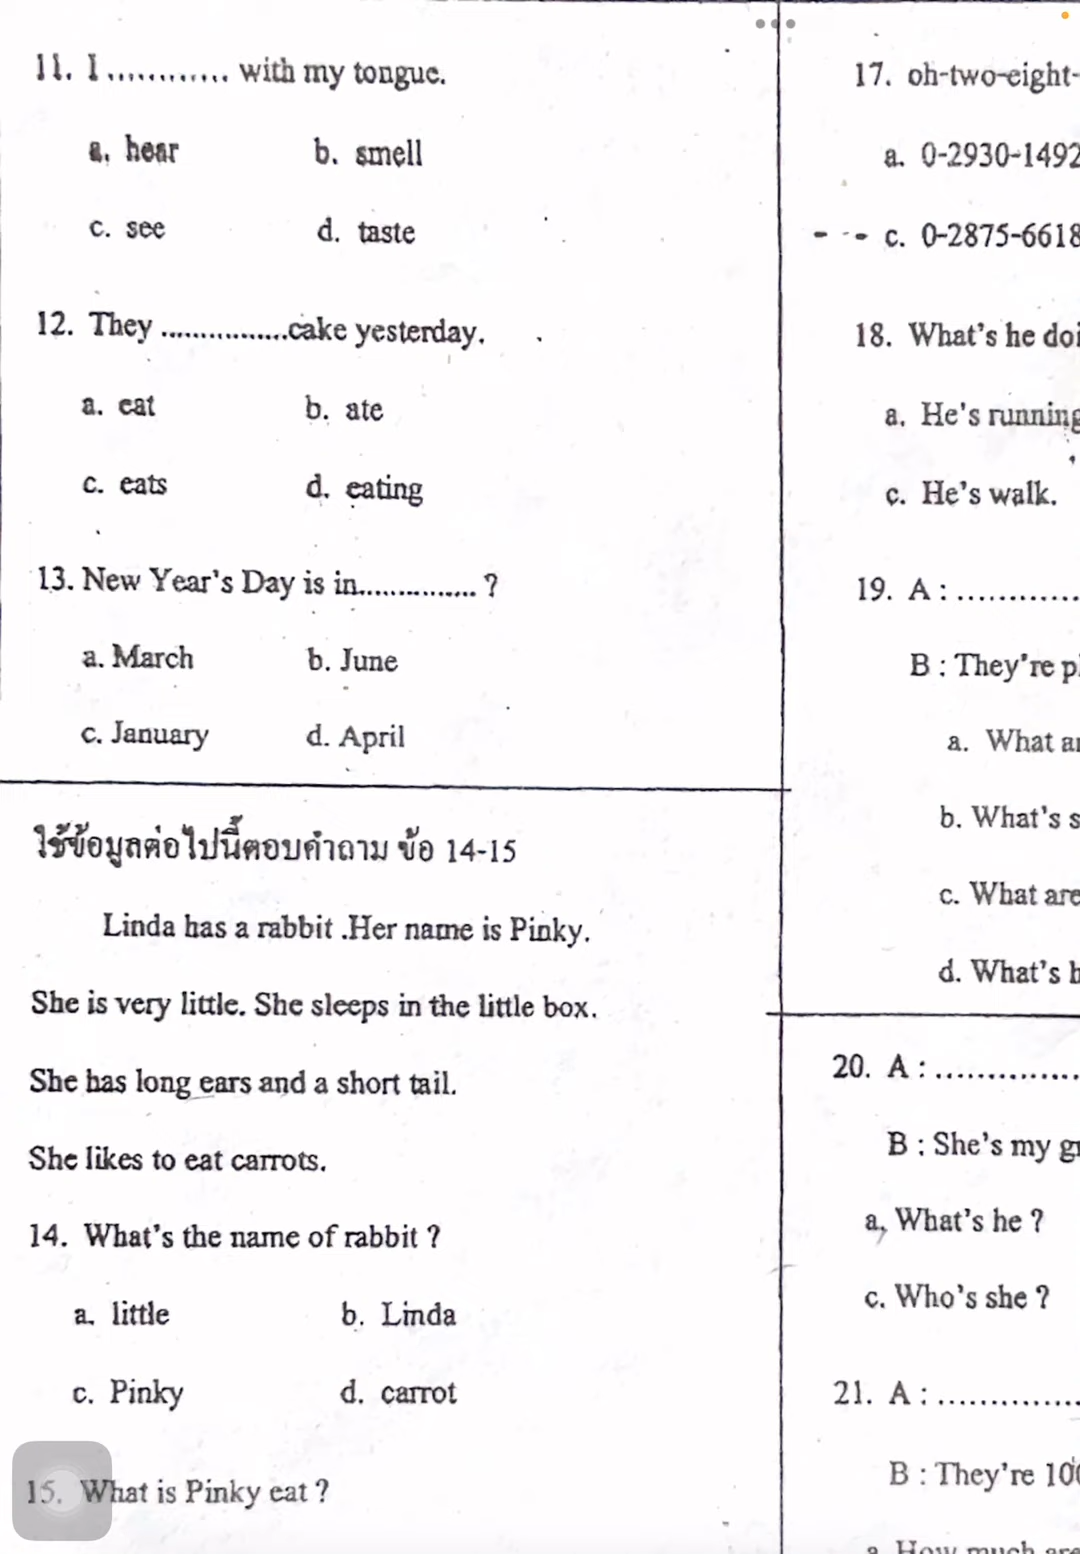 11. I ............ with my tongue.
a. hear b. smell
c. see d. taste
12. They ................cake yesterday.
a. eat b. ate
c. eats d. eating
13. New Year's Day is in............... ?
a. March b. June
c. January d. April
ใช้ข้อมูลต่อไปนี้ตอบคำถาม ข้อ 14-15
Linda has a rabbit .Her name is Pinky.
She is very little. She sleeps in the little box.
She has long ears and a short tail.
She likes to eat carrots.
14. What's the name of rabbit ?
a. little b. Linda
c. Pinky d. carrot
15. What is Pinky eat ?
17. oh-two-eight-
a. 0-2930-1492
c. 0-2875-6618
18. What's he
a. He's running
c. He's walk.
19. A : ............
B : They're
a. What
b. What's
c. What are
d. What's
20. A : ..............
B : She's my
a, What's he ?
c. Who's she ?
21. A : ..............
B : They're
a How much are